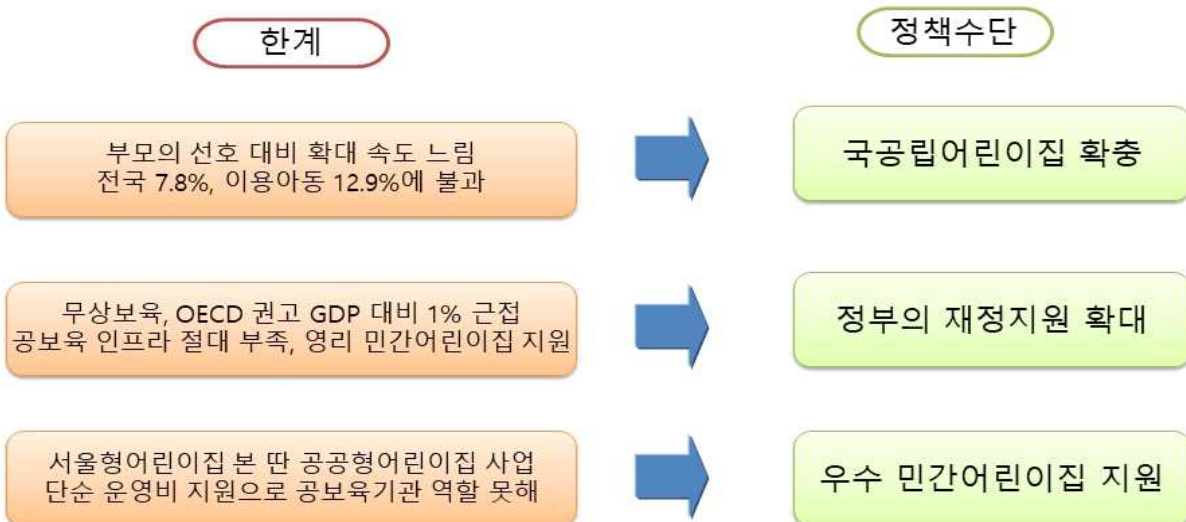 한계
정책수단
부모의 선호 대비 확대 속도 느림
전국 7.8%, 이용아동 12.9%에 불과
국공립어린이집 확충
무상보육, OECD 권고 GDP 대비 1% 근접
공보육 인프라 절대 부족, 영리 민간어린이집 지원
정부의 재정지원 확대
서울형어린이집 본 딴 공공형어린이집 사업
단순 운영비 지원으로 공보육기관 역할 못해
우수 민간어린이집 지원